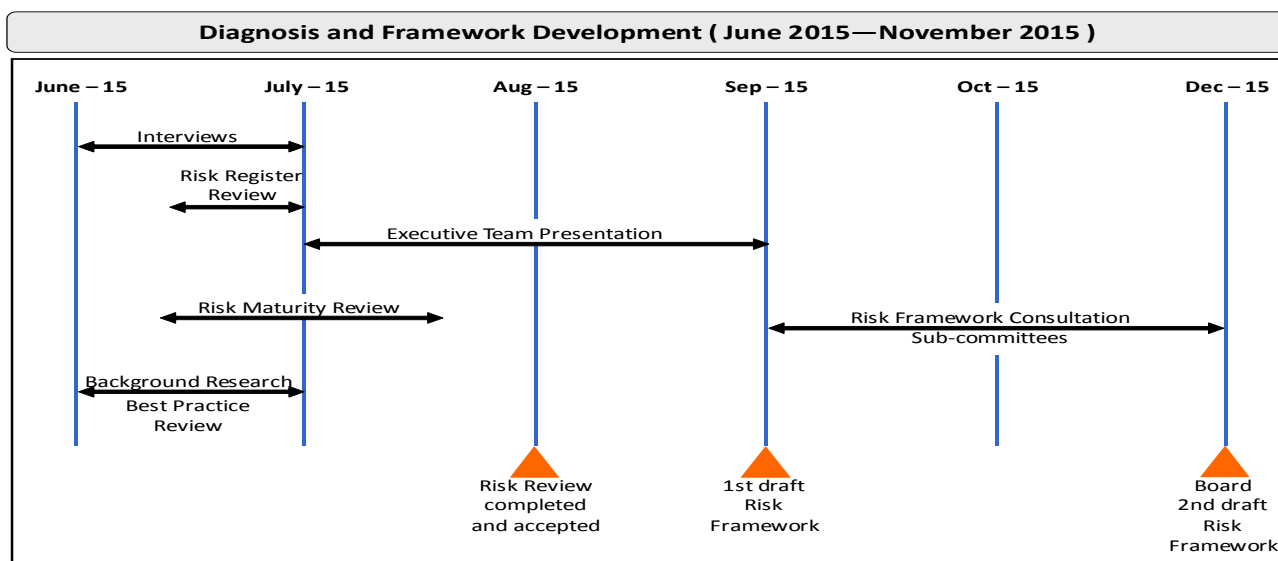 Diagnosis and Framework Development ( June 2015—November 2015 )
June – 15
July – 15
Aug – 15
Sep – 15
Oct – 15
Dec – 15
Interviews
Risk Register
Review
Executive Team Presentation
Risk Maturity Review
Risk Framework Consultation
Sub-committees
Background Research
Best Practice
Review
Risk Review
completed
and accepted
1st draft
Risk
Framework
Board
2nd draft
Risk
Framework